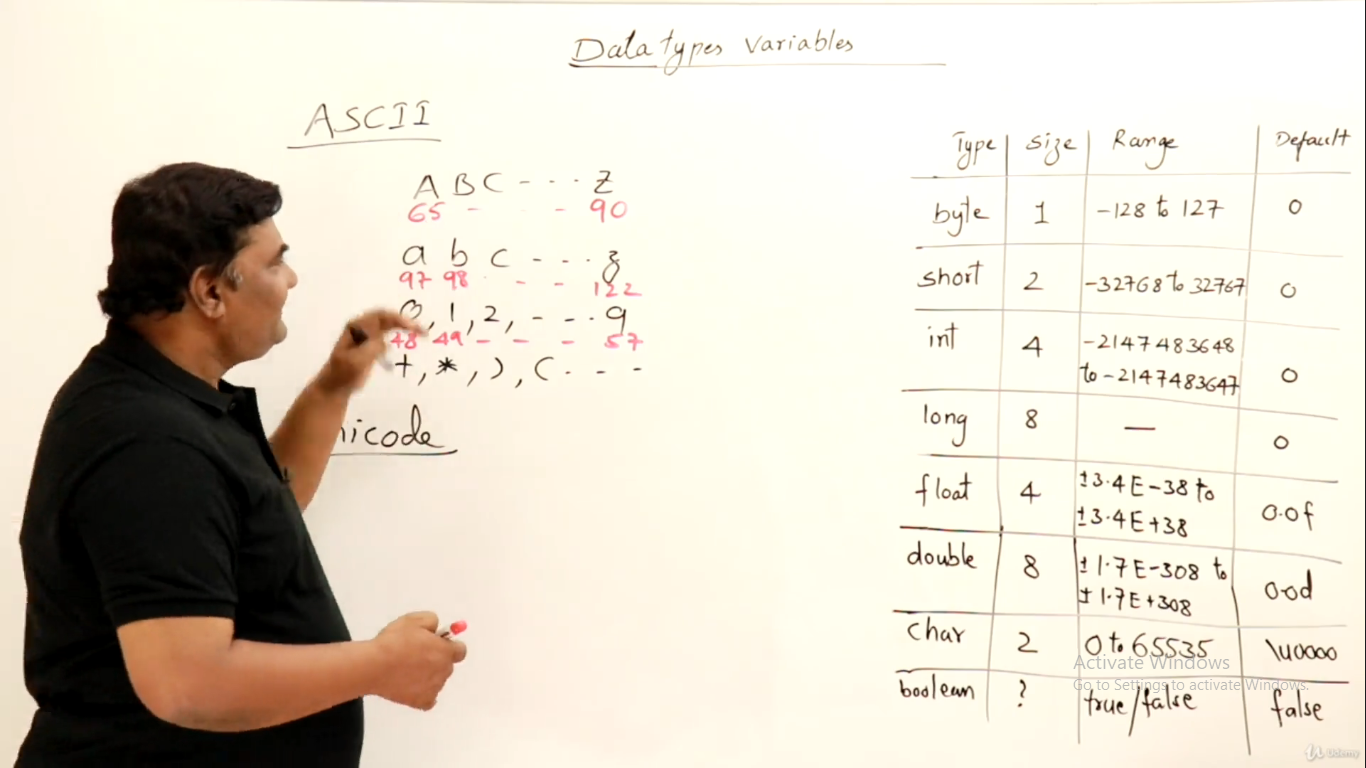 Data types Variables
ASCII
A B C - - - Z
65 - - 90
a b c - - - z
97 98 - - 122
0, 1, 2, - - - 9
48 49 - - - 57
+, *, ), ( - - -
nicode
Type Size Range Default
byte 1 -128 to 127 0
short 2 -32768 to 32767 0
int 4 -2147483648
to -2147483647 0
long 8 — 0
float 4 ±3.4E-38 to
±3.4E+38 0.0f
double 8 ±1.7E-308 to
±1.7E+308 0.0d
char 2 0 to 65535 \u0000
Activate Windows
Go to Settings to activate Windows.
boolean ? true/false false
Udemy